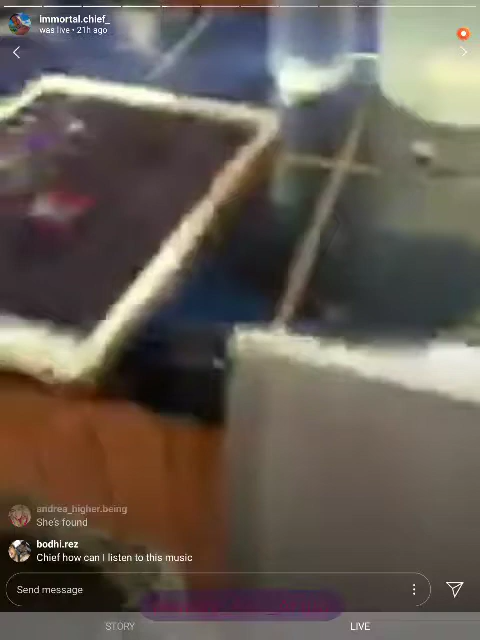 immortal.chief_
was live • 21h ago
andrea_higher.being
She's found
bodhi.rez
Chief how can I listen to this music
Send message
STORY
LIVE